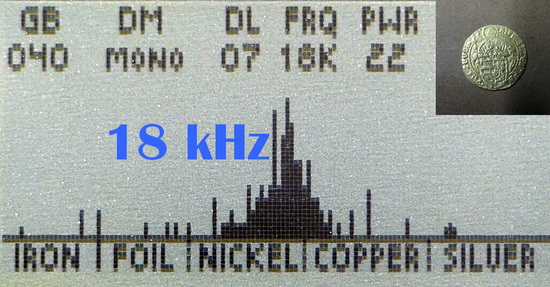 GB DM DL FRQ PWR
040 MONO 07 18K 22
18 kHz
IRON FOIL NICKEL COPPER SILVER